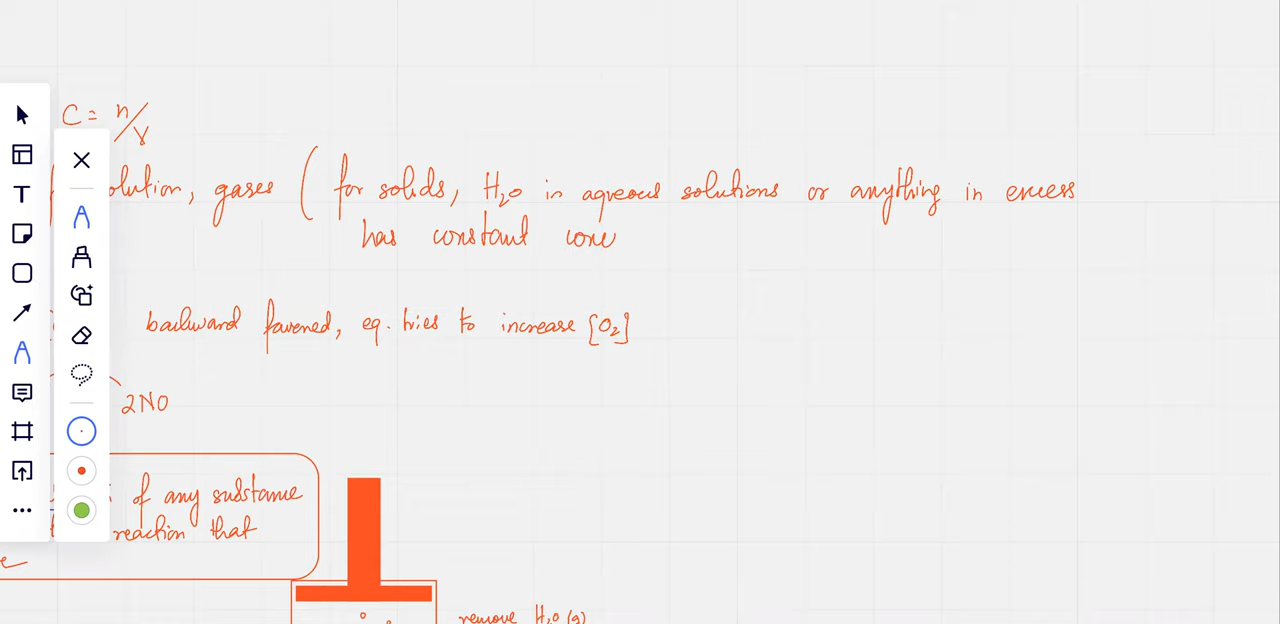 C = n/V
olution, gases ( for solids, H₂O in aqueous solutions or anything in excess
has constant conc
backward favoured, eq. tries to increase [O₂]
2NO
of any substance
reaction that
remove H₂O (g)
T